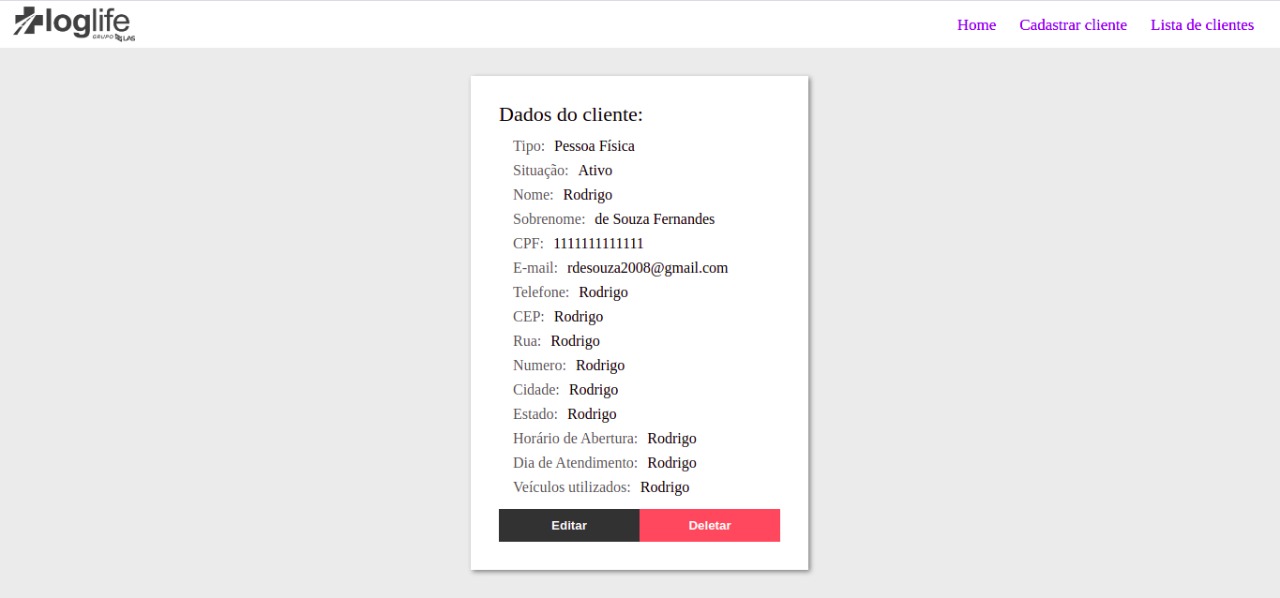 loglife
GRUPO LAS
Home Cadastrar cliente Lista de clientes
Dados do cliente:
Tipo: Pessoa Física
Situação: Ativo
Nome: Rodrigo
Sobrenome: de Souza Fernandes
CPF: 1111111111111
E-mail: rdesouza2008@gmail.com
Telefone: Rodrigo
CEP: Rodrigo
Rua: Rodrigo
Numero: Rodrigo
Cidade: Rodrigo
Estado: Rodrigo
Horário de Abertura: Rodrigo
Dia de Atendimento: Rodrigo
Veículos utilizados: Rodrigo
Editar Deletar